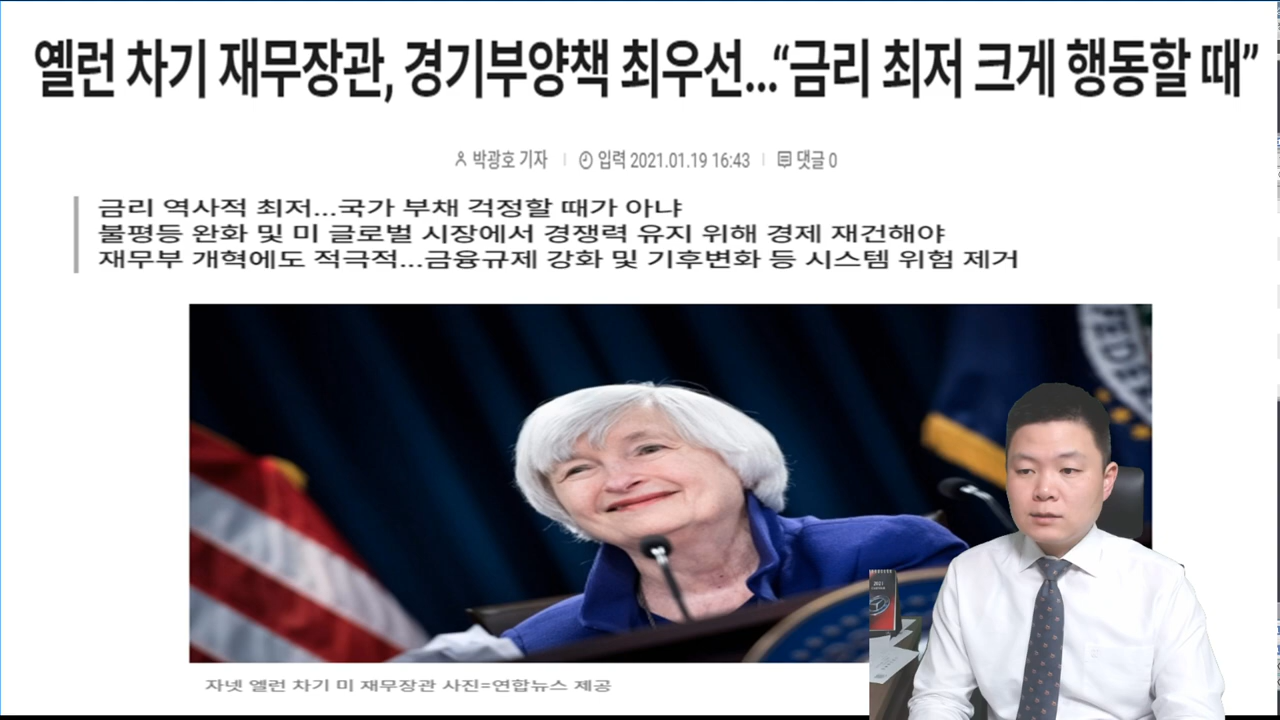 옐런 차기 재무장관, 경기부양책 최우선...“금리 최저 크게 행동할 때”
박광호 기자 | 입력 2021.01.19 16:43 | 댓글 0
금리 역사적 최저...국가 부채 걱정할 때가 아냐
불평등 완화 및 미 글로벌 시장에서 경쟁력 유지 위해 경제 재건해야
재무부 개혁에도 적극적...금융규제 강화 및 기후변화 등 시스템 위험 제거
2021
자넷 옐런 차기 미 재무장관 사진=연합뉴스 제공